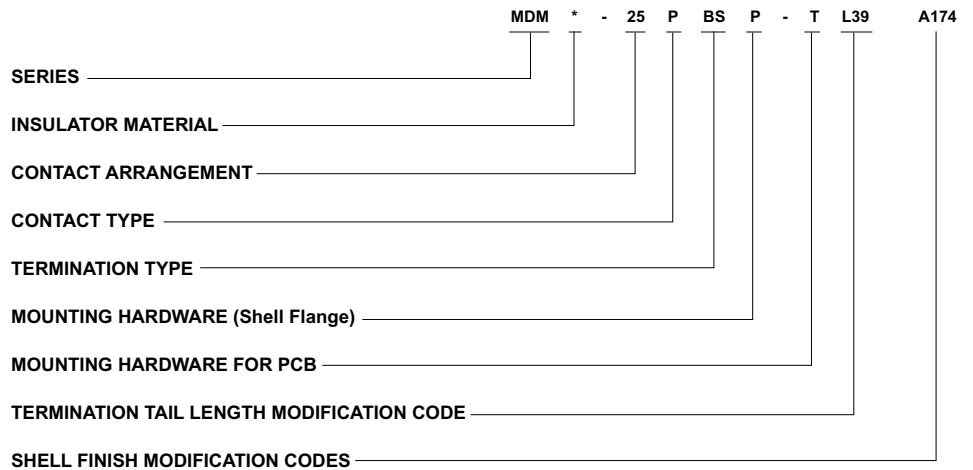 MDM * - 25 P BS P - T L39 A174
SERIES
INSULATOR MATERIAL
CONTACT ARRANGEMENT
CONTACT TYPE
TERMINATION TYPE
MOUNTING HARDWARE (Shell Flange)
MOUNTING HARDWARE FOR PCB
TERMINATION TAIL LENGTH MODIFICATION CODE
SHELL FINISH MODIFICATION CODES